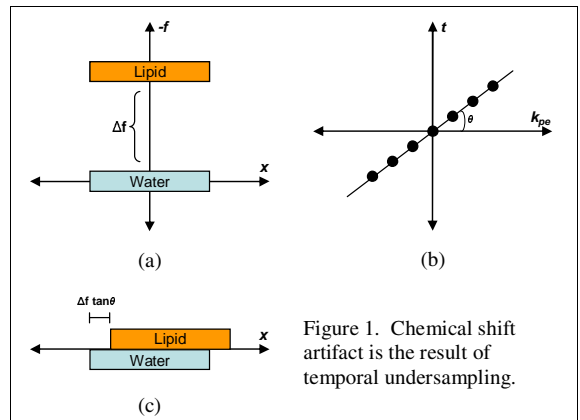 -f
Lipid
Δf
x
Water
(a)
t
k_pe
θ
(b)
Δf tanθ
x
Lipid
Water
(c)
Figure 1. Chemical shift
artifact is the result of
temporal undersampling.